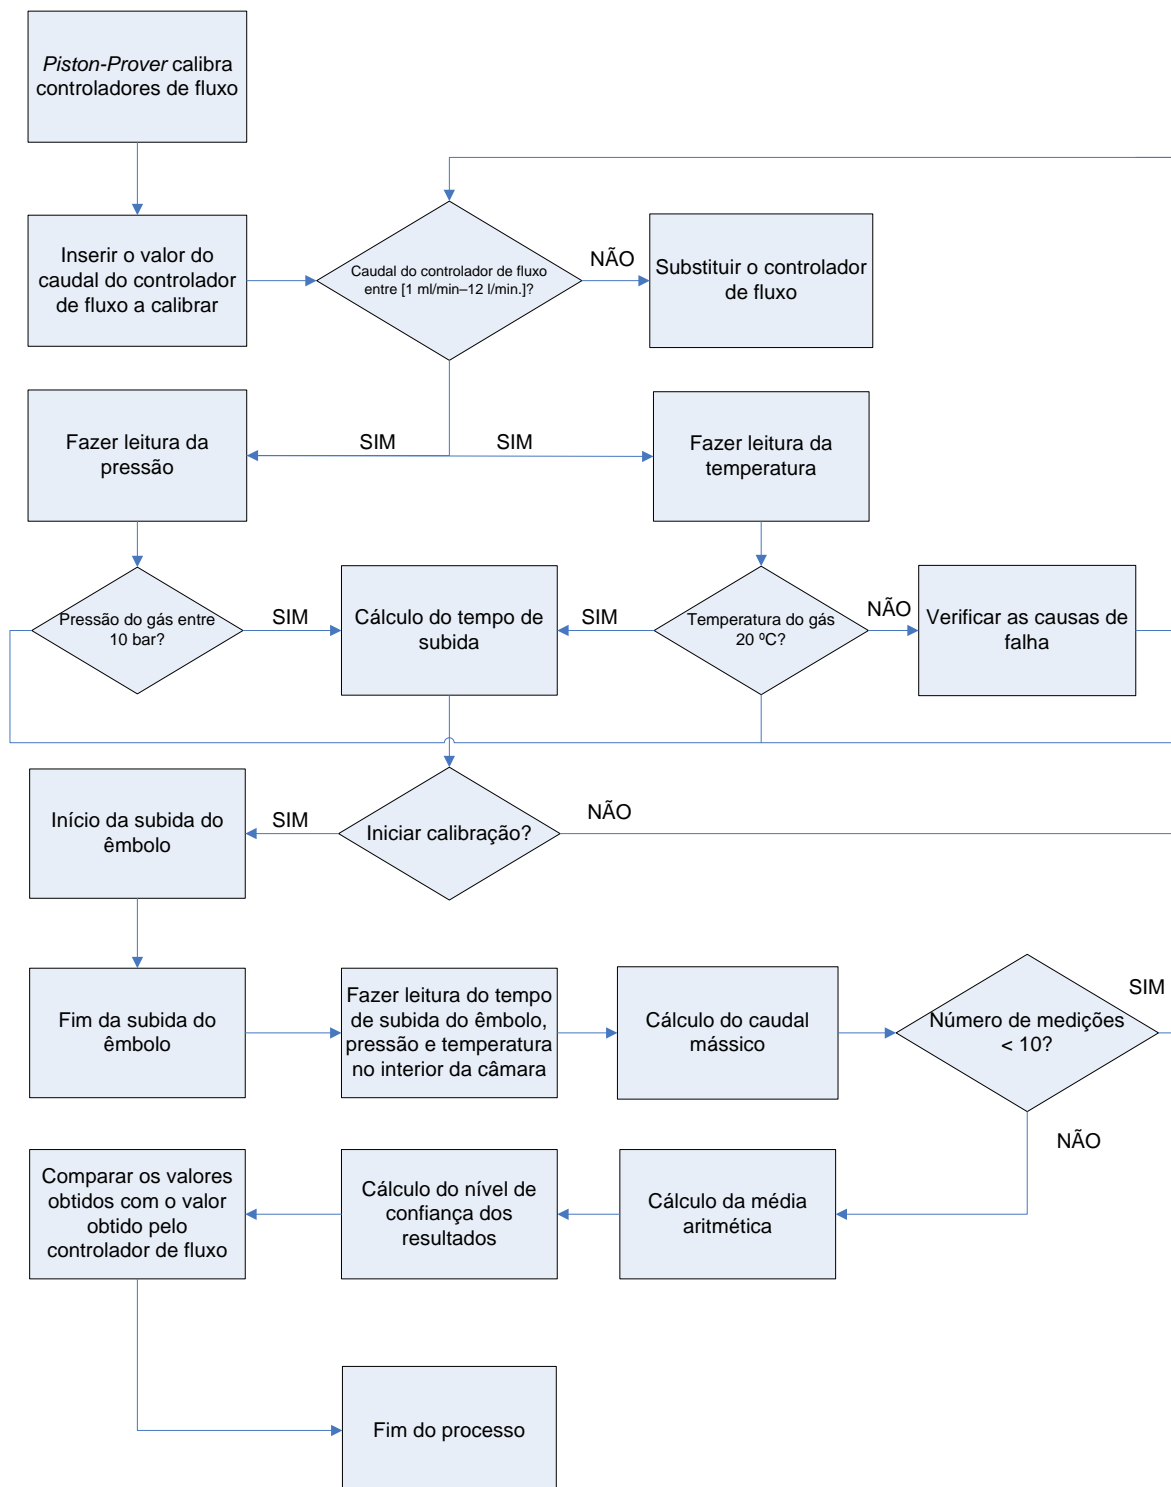 Piston-Prover calibra
controladores de fluxo
Inserir o valor do
caudal do controlador
de fluxo a calibrar
Caudal do controlador de fluxo
entre [1 ml/min–12 l/min.]?
NÃO
Substituir o controlador
de fluxo
Fazer leitura da
pressão
SIM
SIM
Fazer leitura da
temperatura
Pressão do gás entre
10 bar?
SIM
Cálculo do tempo de
subida
SIM
Temperatura do gás
20 ºC?
NÃO
Verificar as causas de
falha
Início da subida do
êmbolo
SIM
Iniciar calibração?
NÃO
Fim da subida do
êmbolo
Fazer leitura do tempo
de subida do êmbolo,
pressão e temperatura
no interior da câmara
Cálculo do caudal
mássico
Número de medições
< 10?
SIM
NÃO
Comparar os valores
obtidos com o valor
obtido pelo
controlador de fluxo
Cálculo do nível de
confiança dos
resultados
Cálculo da média
aritmética
Fim do processo